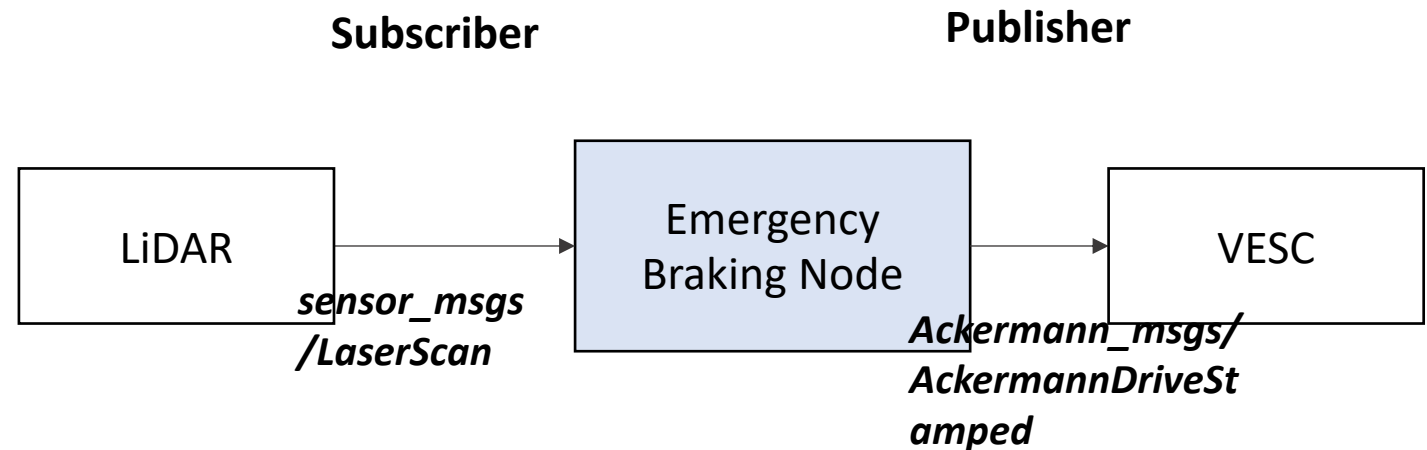 Subscriber
Publisher
LiDAR
sensor_msgs
/LaserScan
Emergency
Braking Node
Ackermann_msgs/
AckermannDriveSt
amped
VESC